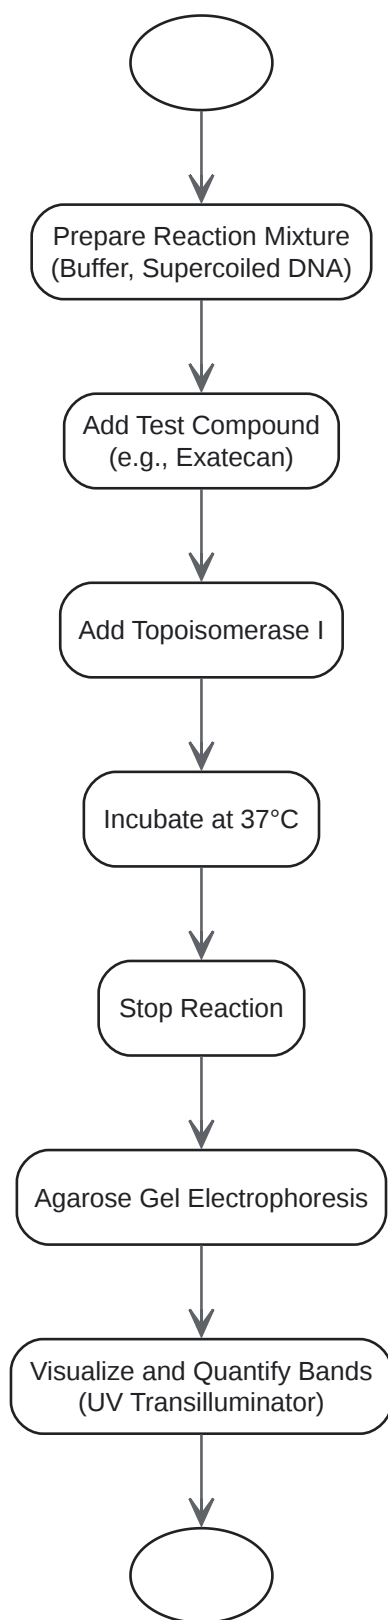 Prepare Reaction Mixture
(Buffer, Supercoiled DNA)
Add Test Compound
(e.g., Exatecan)
Add Topoisomerase I
Incubate at 37°C
Stop Reaction
Agarose Gel Electrophoresis
Visualize and Quantify Bands
(UV Transilluminator)